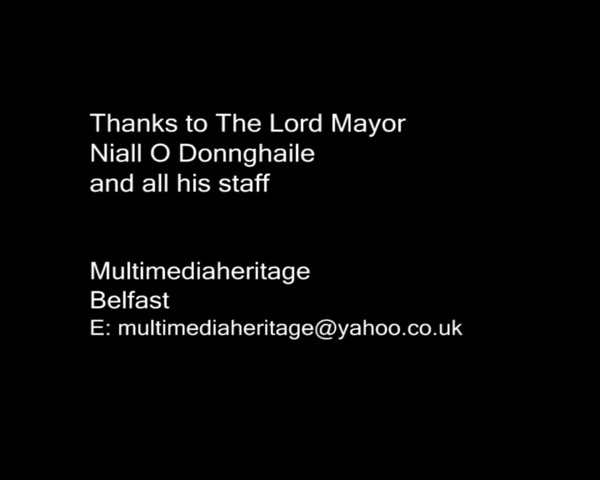 Thanks to The Lord Mayor
Niall O Donnghaile
and all his staff
Multimediaheritage
Belfast
E: multimediaheritage@yahoo.co.uk